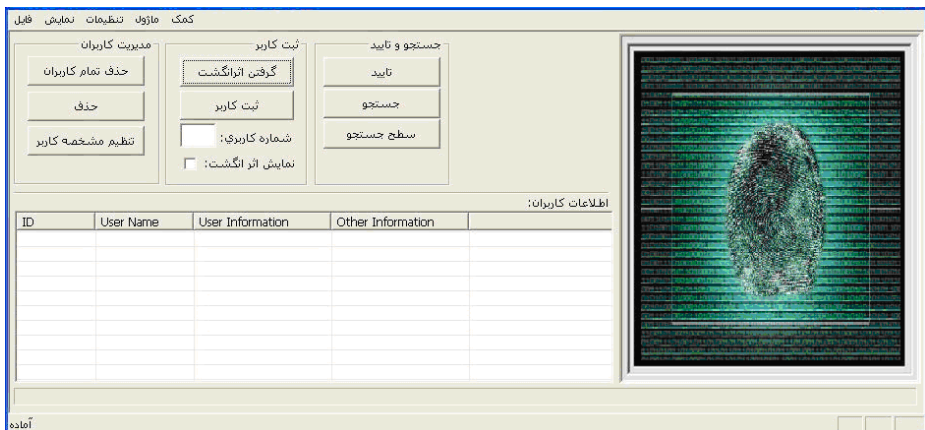 فایل نمایش تنظیمات ماژول کمک
جستجو و تایید
تایید
جستجو
سطح جستجو
ثبت کاربر
گرفتن اثرانگشت
ثبت کاربر
شماره کاربري:
نمایش اثر انگشت:
مدیریت کاربران
حذف تمام کاربران
حذف
تنظیم مشخصه کاربر
اطلاعات کاربران:
ID User Name User Information Other Information
آماده